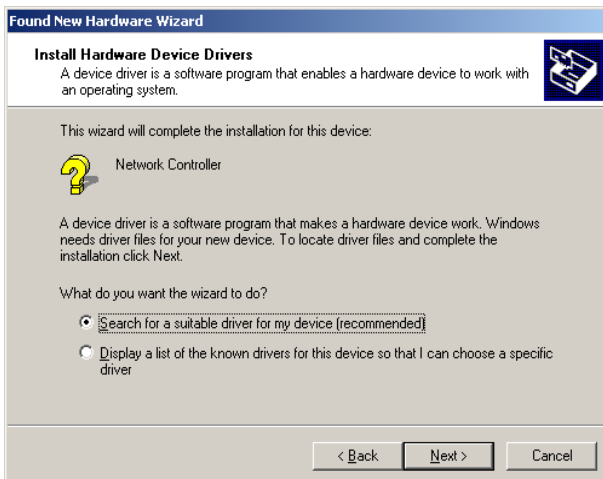 Found New Hardware Wizard
Install Hardware Device Drivers
A device driver is a software program that enables a hardware device to work with
an operating system.
This wizard will complete the installation for this device:
Network Controller
A device driver is a software program that makes a hardware device work. Windows
needs driver files for your new device. To locate driver files and complete the
installation click Next.
What do you want the wizard to do?
Search for a suitable driver for my device (recommended)
Display a list of the known drivers for this device so that I can choose a specific
driver
< Back Next > Cancel